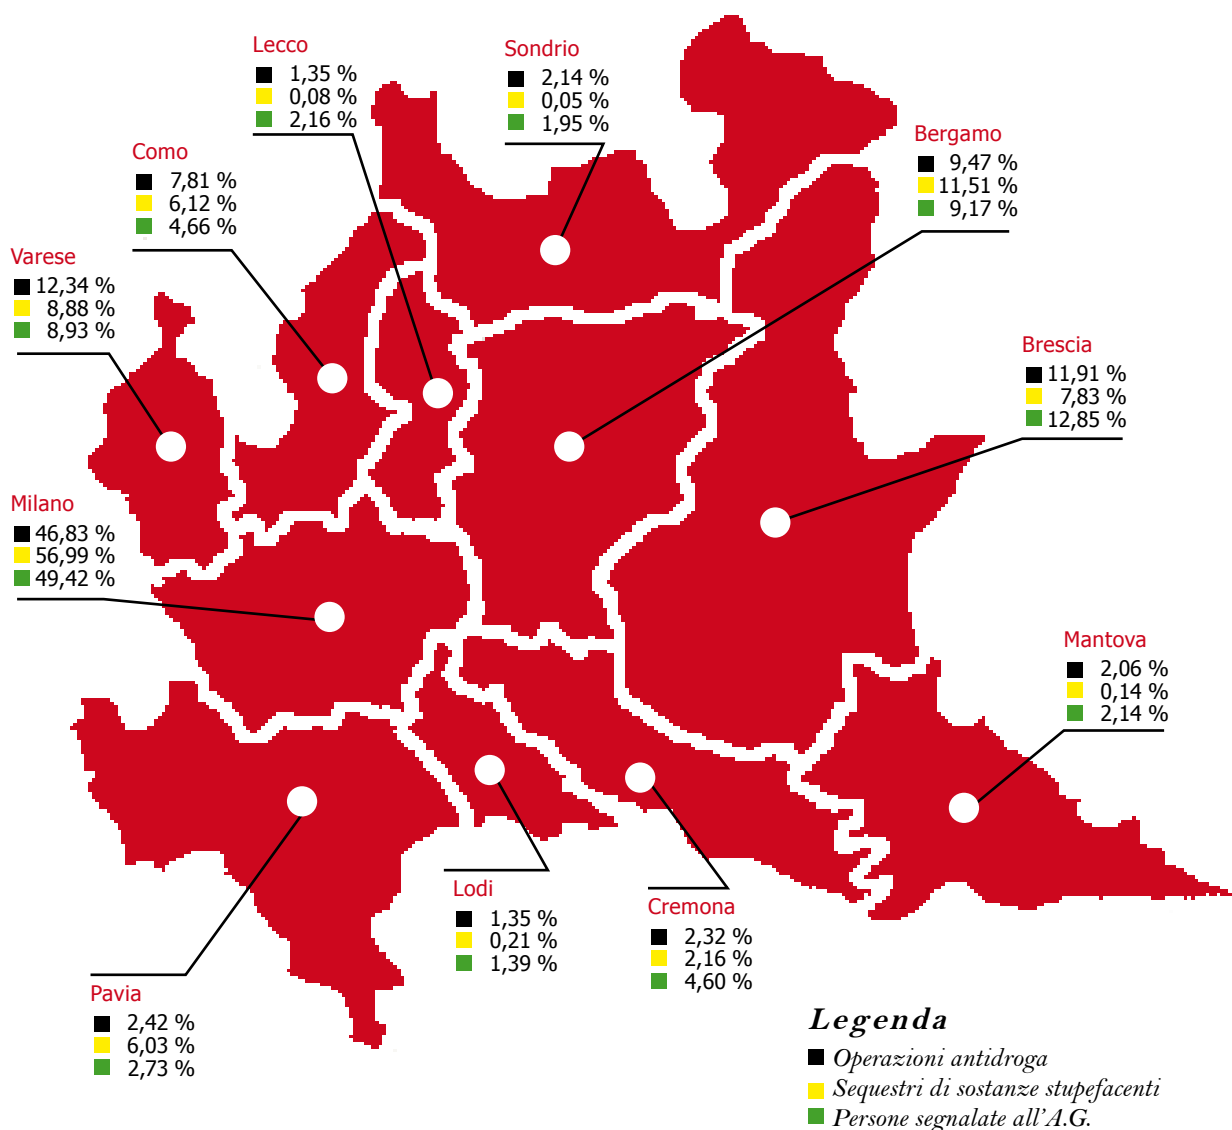 Lecco
1,35 %
0,08 %
2,16 %
Sondrio
2,14 %
0,05 %
1,95 %
Bergamo
9,47 %
11,51 %
9,17 %
Como
7,81 %
6,12 %
4,66 %
Varese
12,34 %
8,88 %
8,93 %
Brescia
11,91 %
7,83 %
12,85 %
Milano
46,83 %
56,99 %
49,42 %
Mantova
2,06 %
0,14 %
2,14 %
Lodi
1,35 %
0,21 %
1,39 %
Cremona
2,32 %
2,16 %
4,60 %
Pavia
2,42 %
6,03 %
2,73 %
Legenda
Operazioni antidroga
Sequestri di sostanze stupefacenti
Persone segnalate all'A.G.